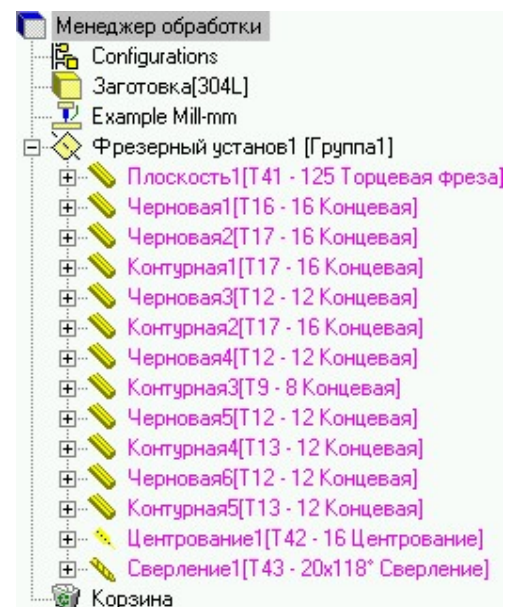 Менеджер обработки
Configurations
Заготовка[304L]
Example Mill-mm
Фрезерный установ1 [Группа1]
Плоскость1[T41 - 125 Торцевая фреза]
Черновая1[T16 - 16 Концевая]
Черновая2[T17 - 16 Концевая]
Контурная1[T17 - 16 Концевая]
Черновая3[T12 - 12 Концевая]
Контурная2[T17 - 16 Концевая]
Черновая4[T12 - 12 Концевая]
Контурная3[T9 - 8 Концевая]
Черновая5[T12 - 12 Концевая]
Контурная4[T13 - 12 Концевая]
Черновая6[T12 - 12 Концевая]
Контурная5[T13 - 12 Концевая]
Центрование1[T42 - 16 Центрование]
Сверление1[T43 - 20x118° Сверление]
Корзина